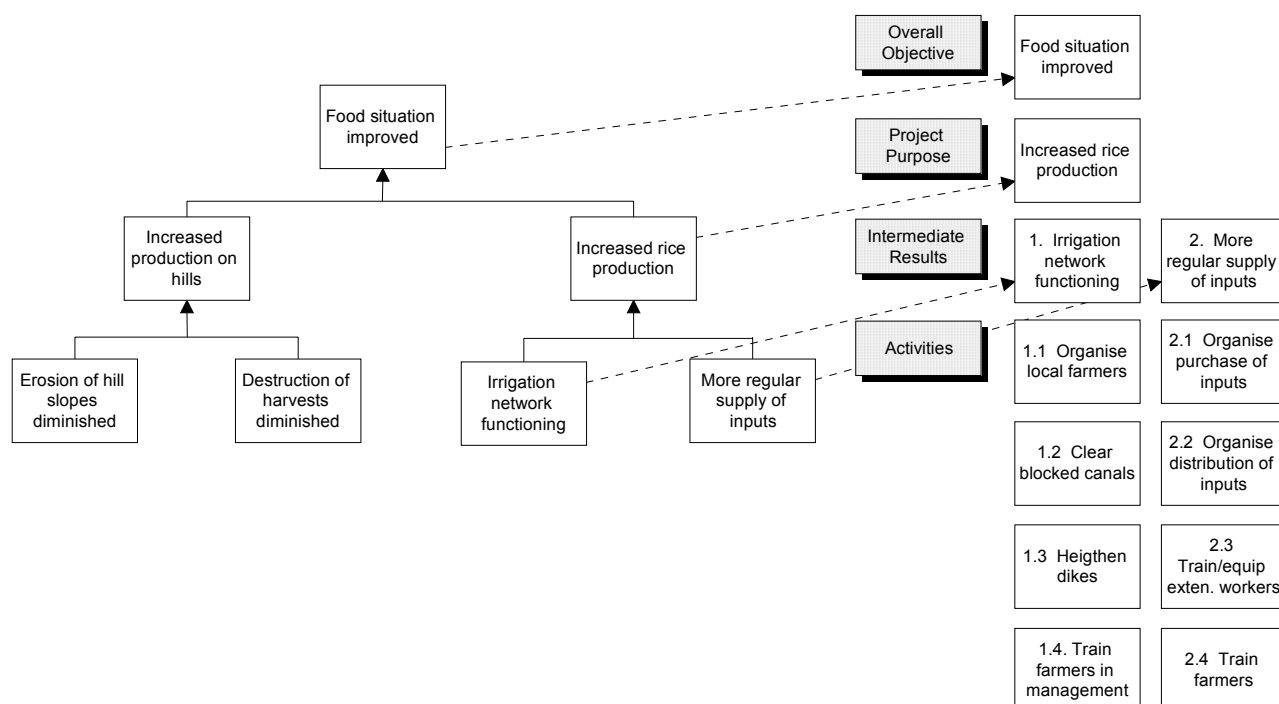 Overall
Objective
Food situation
improved
Food situation
improved
Project
Purpose
Increased rice
production
Increased
production on
hills
Increased rice
production
Intermediate
Results
1. Irrigation
network
functioning
2. More
regular supply
of inputs
Erosion of hill
slopes
diminished
Destruction of
harvests
diminished
Irrigation
network
functioning
More regular
supply of
inputs
Activities
1.1 Organise
local farmers
2.1 Organise
purchase of
inputs
1.2 Clear
blocked canals
2.2 Organise
distribution of
inputs
1.3 Heigthen
dikes
2.3
Train/equip
exten. workers
1.4. Train
farmers in
management
2.4 Train
farmers